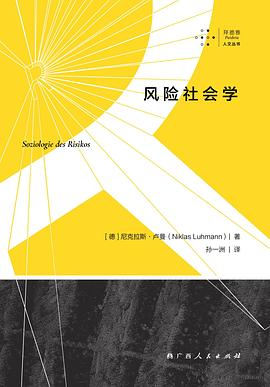 拜德雅
Paideia
人文丛书
风险社会学
Soziologie des Risikos
[德]尼克拉斯·卢曼(Niklas Luhmann)| 著
孙一洲 | 译
广西人民出版社